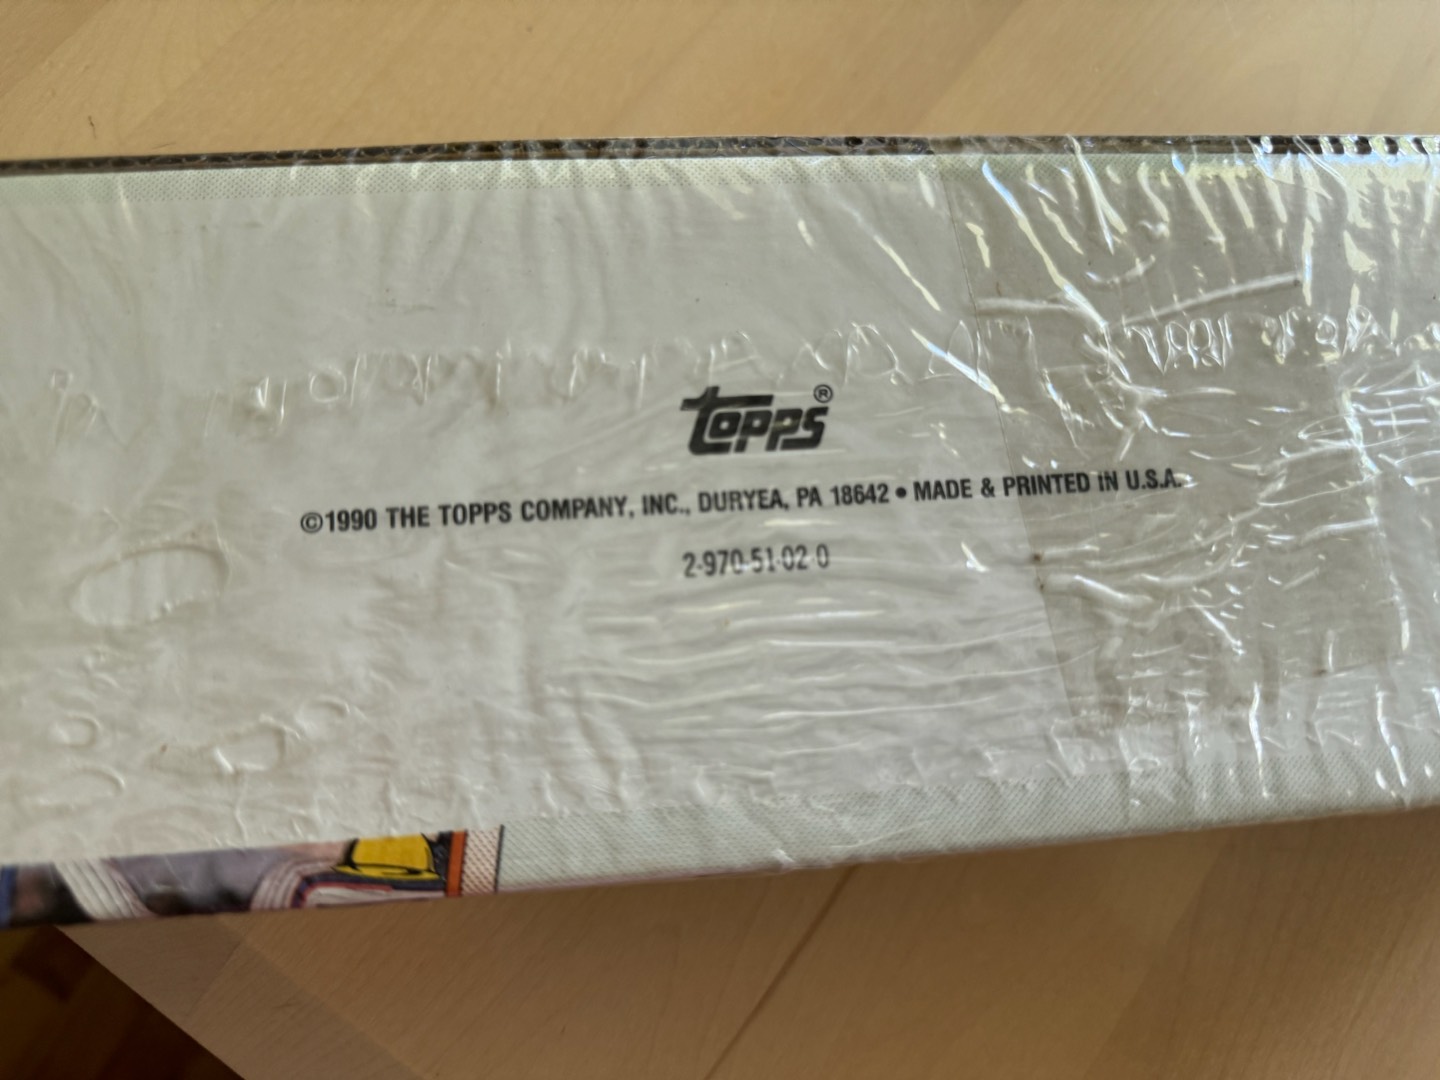 Topps®
©1990 THE TOPPS COMPANY, INC., DURYEA, PA 18642 • MADE & PRINTED IN U.S.A.
2-970-51-02-0